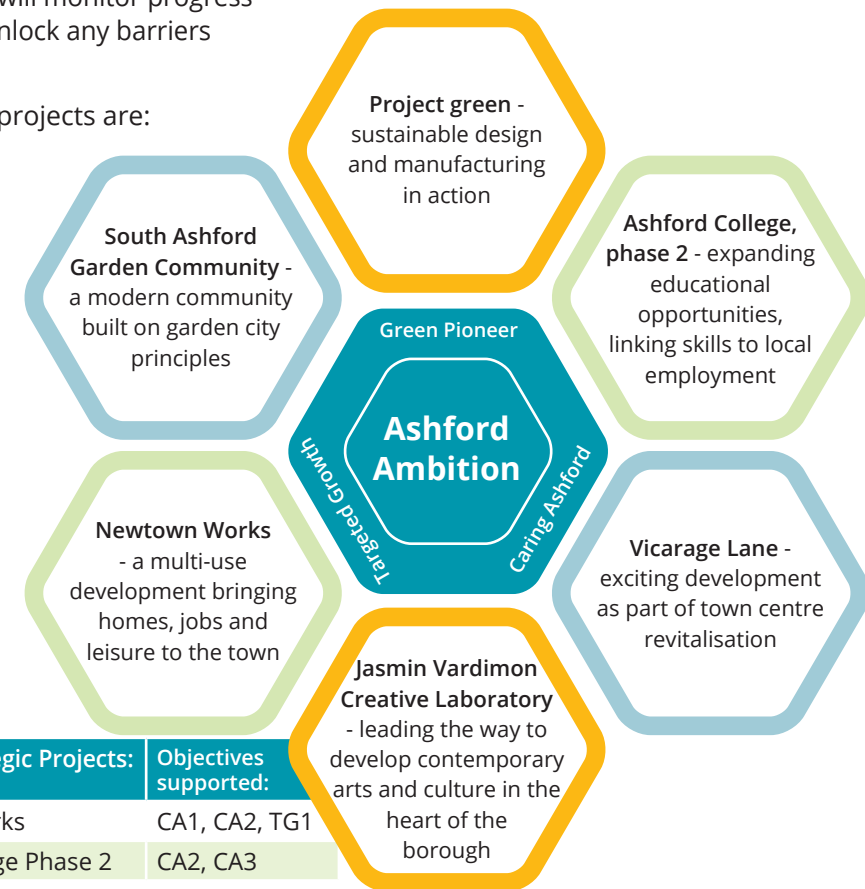 will monitor progress
nlock any barriers
projects are:
Project green -
sustainable design
and manufacturing
in action
South Ashford
Garden Community -
a modern community
built on garden city
principles
Ashford College,
phase 2 - expanding
educational
opportunities,
linking skills to local
employment
Green Pioneer
Ashford
Ambition
Targeted Growth
Caring Ashford
Newtown Works
- a multi-use
development bringing
homes, jobs and
leisure to the town
Vicarage Lane -
exciting development
as part of town centre
revitalisation
Jasmin Vardimon
Creative Laboratory
- leading the way to
develop contemporary
arts and culture in the
heart of the
borough
egic Projects:
Objectives
supported:
rks
CA1, CA2, TG1
ge Phase 2
CA2, CA3